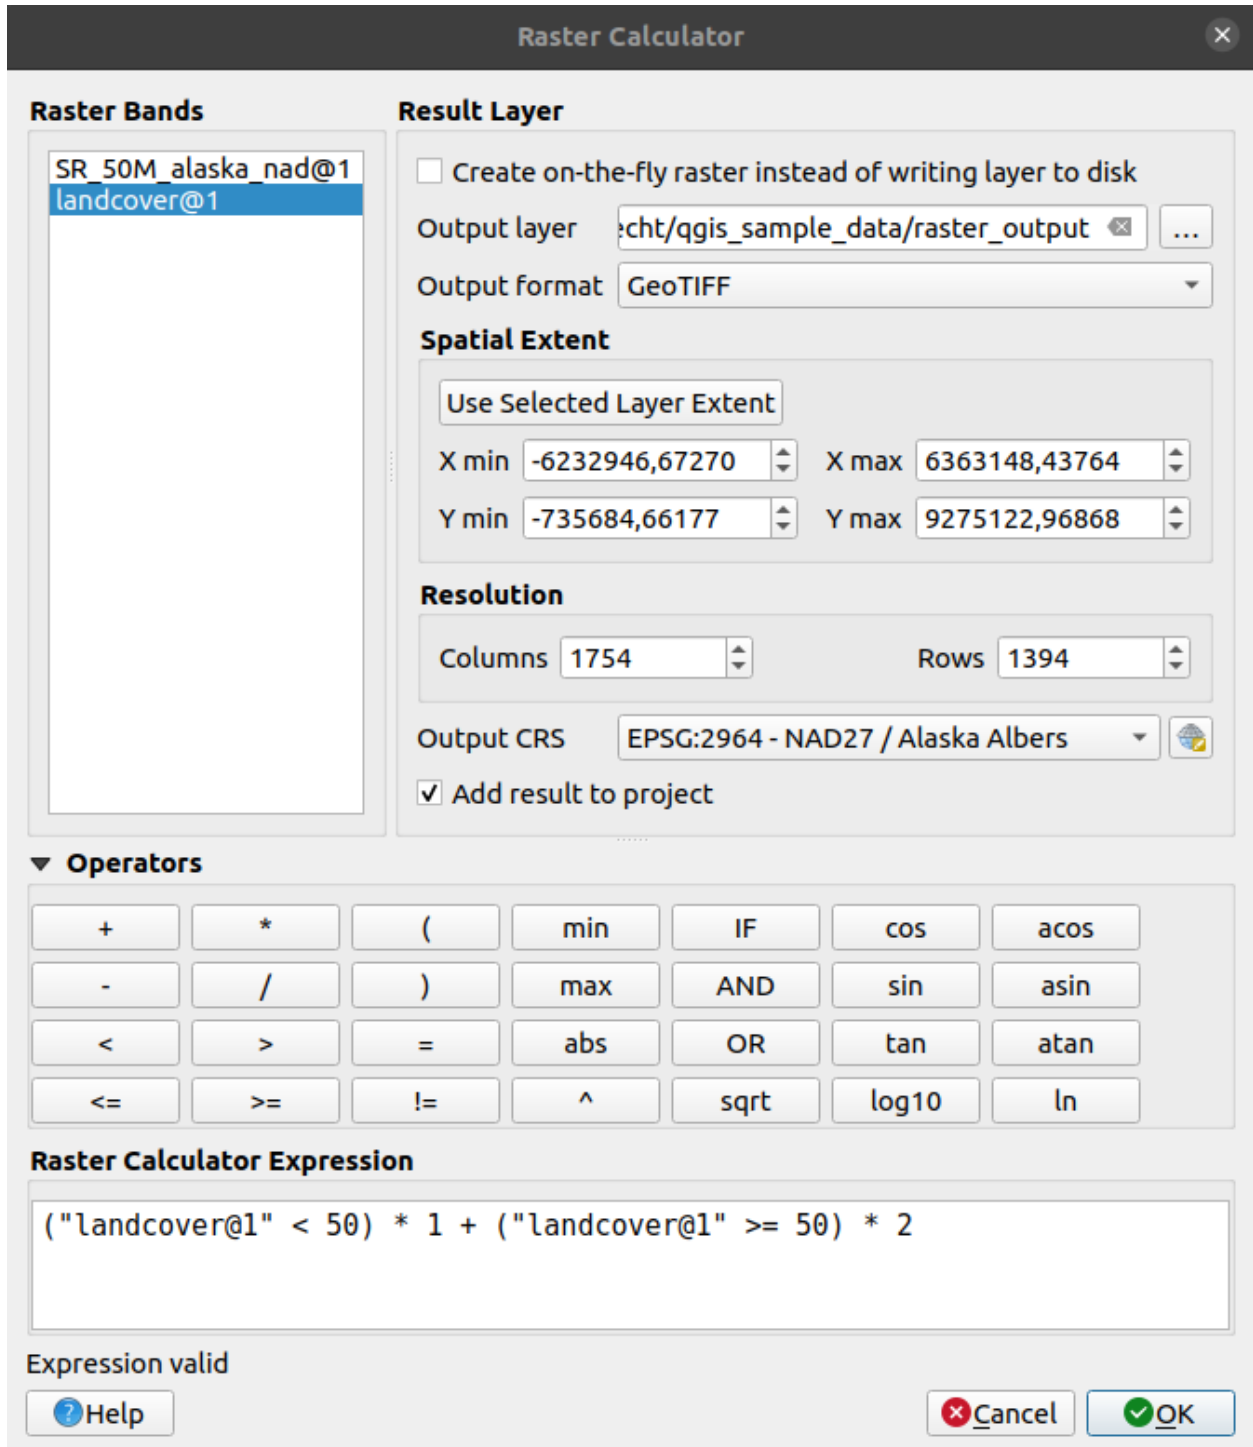 Raster Calculator
Raster Bands
SR_50M_alaska_nad@1
landcover@1
Result Layer
Create on-the-fly raster instead of writing layer to disk
Output layer echt/qgis_sample_data/raster_output ...
Output format GeoTIFF
Spatial Extent
Use Selected Layer Extent
X min -6232946,67270 X max 6363148,43764
Y min -735684,66177 Y max 9275122,96868
Resolution
Columns 1754 Rows 1394
Output CRS EPSG:2964 - NAD27 / Alaska Albers
Add result to project
Operators
+ * ( min IF cos acos
- / ) max AND sin asin
< > = abs OR tan atan
<= >= != ^ sqrt log10 ln
Raster Calculator Expression
("landcover@1" < 50) * 1 + ("landcover@1" >= 50) * 2
Expression valid
Help Cancel OK